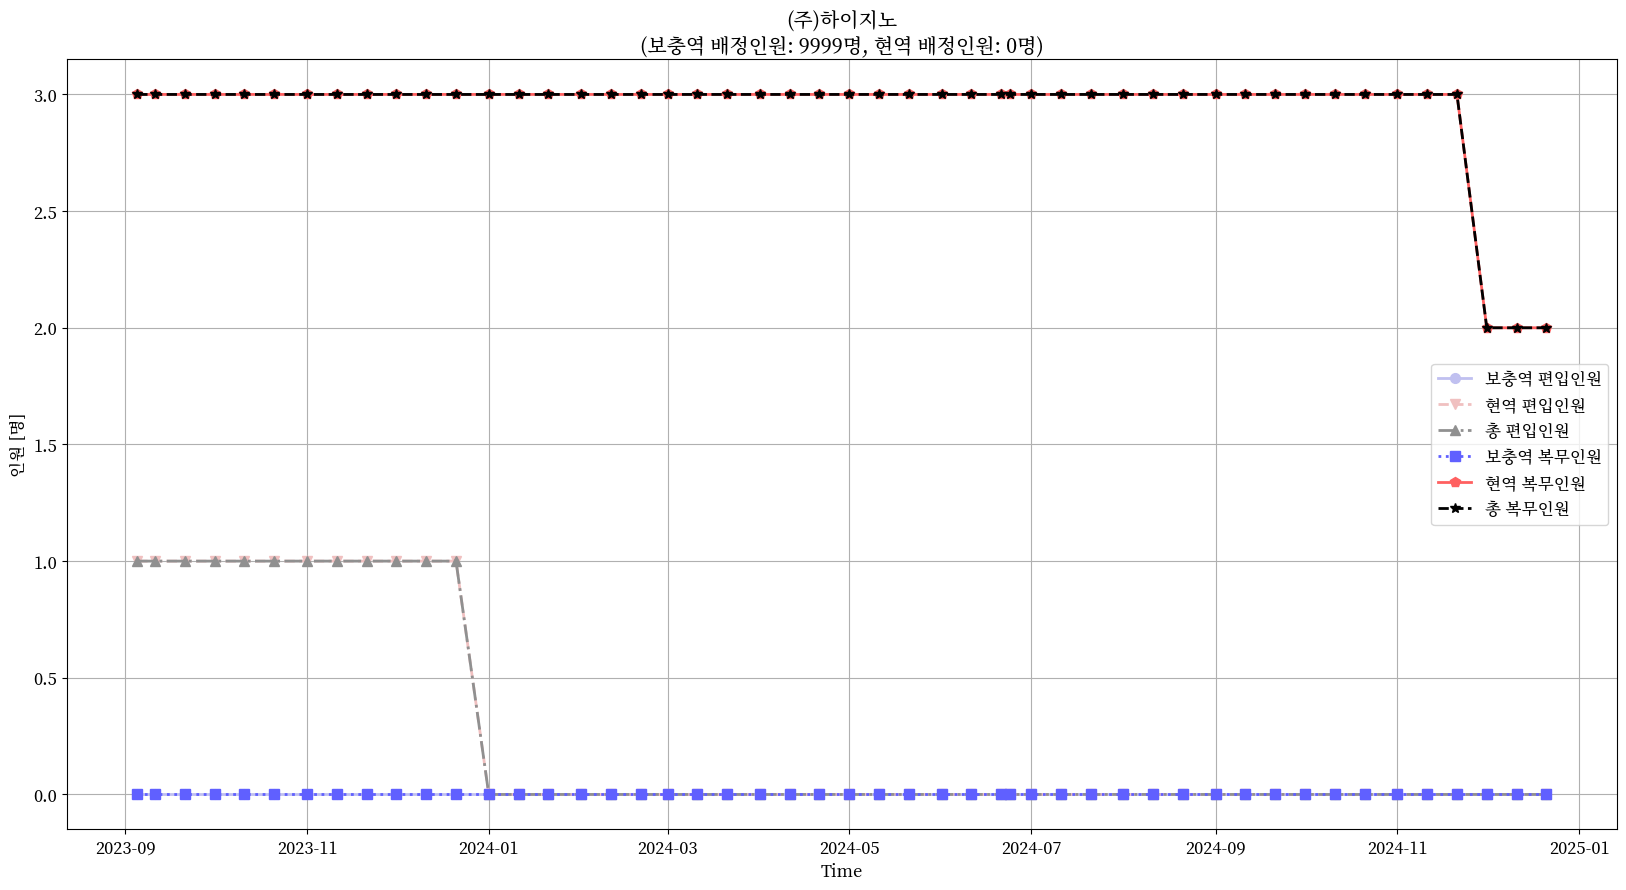 (주)하이지노
(보충역 배정인원: 9999명, 현역 배정인원: 0명)
인원 [명]
3.0
2.5
2.0
1.5
1.0
0.5
0.0
보충역 편입인원
현역 편입인원
총 편입인원
보충역 복무인원
현역 복무인원
총 복무인원
2023-09 2023-11 2024-01 2024-03 2024-05 2024-07 2024-09 2024-11 2025-01
Time